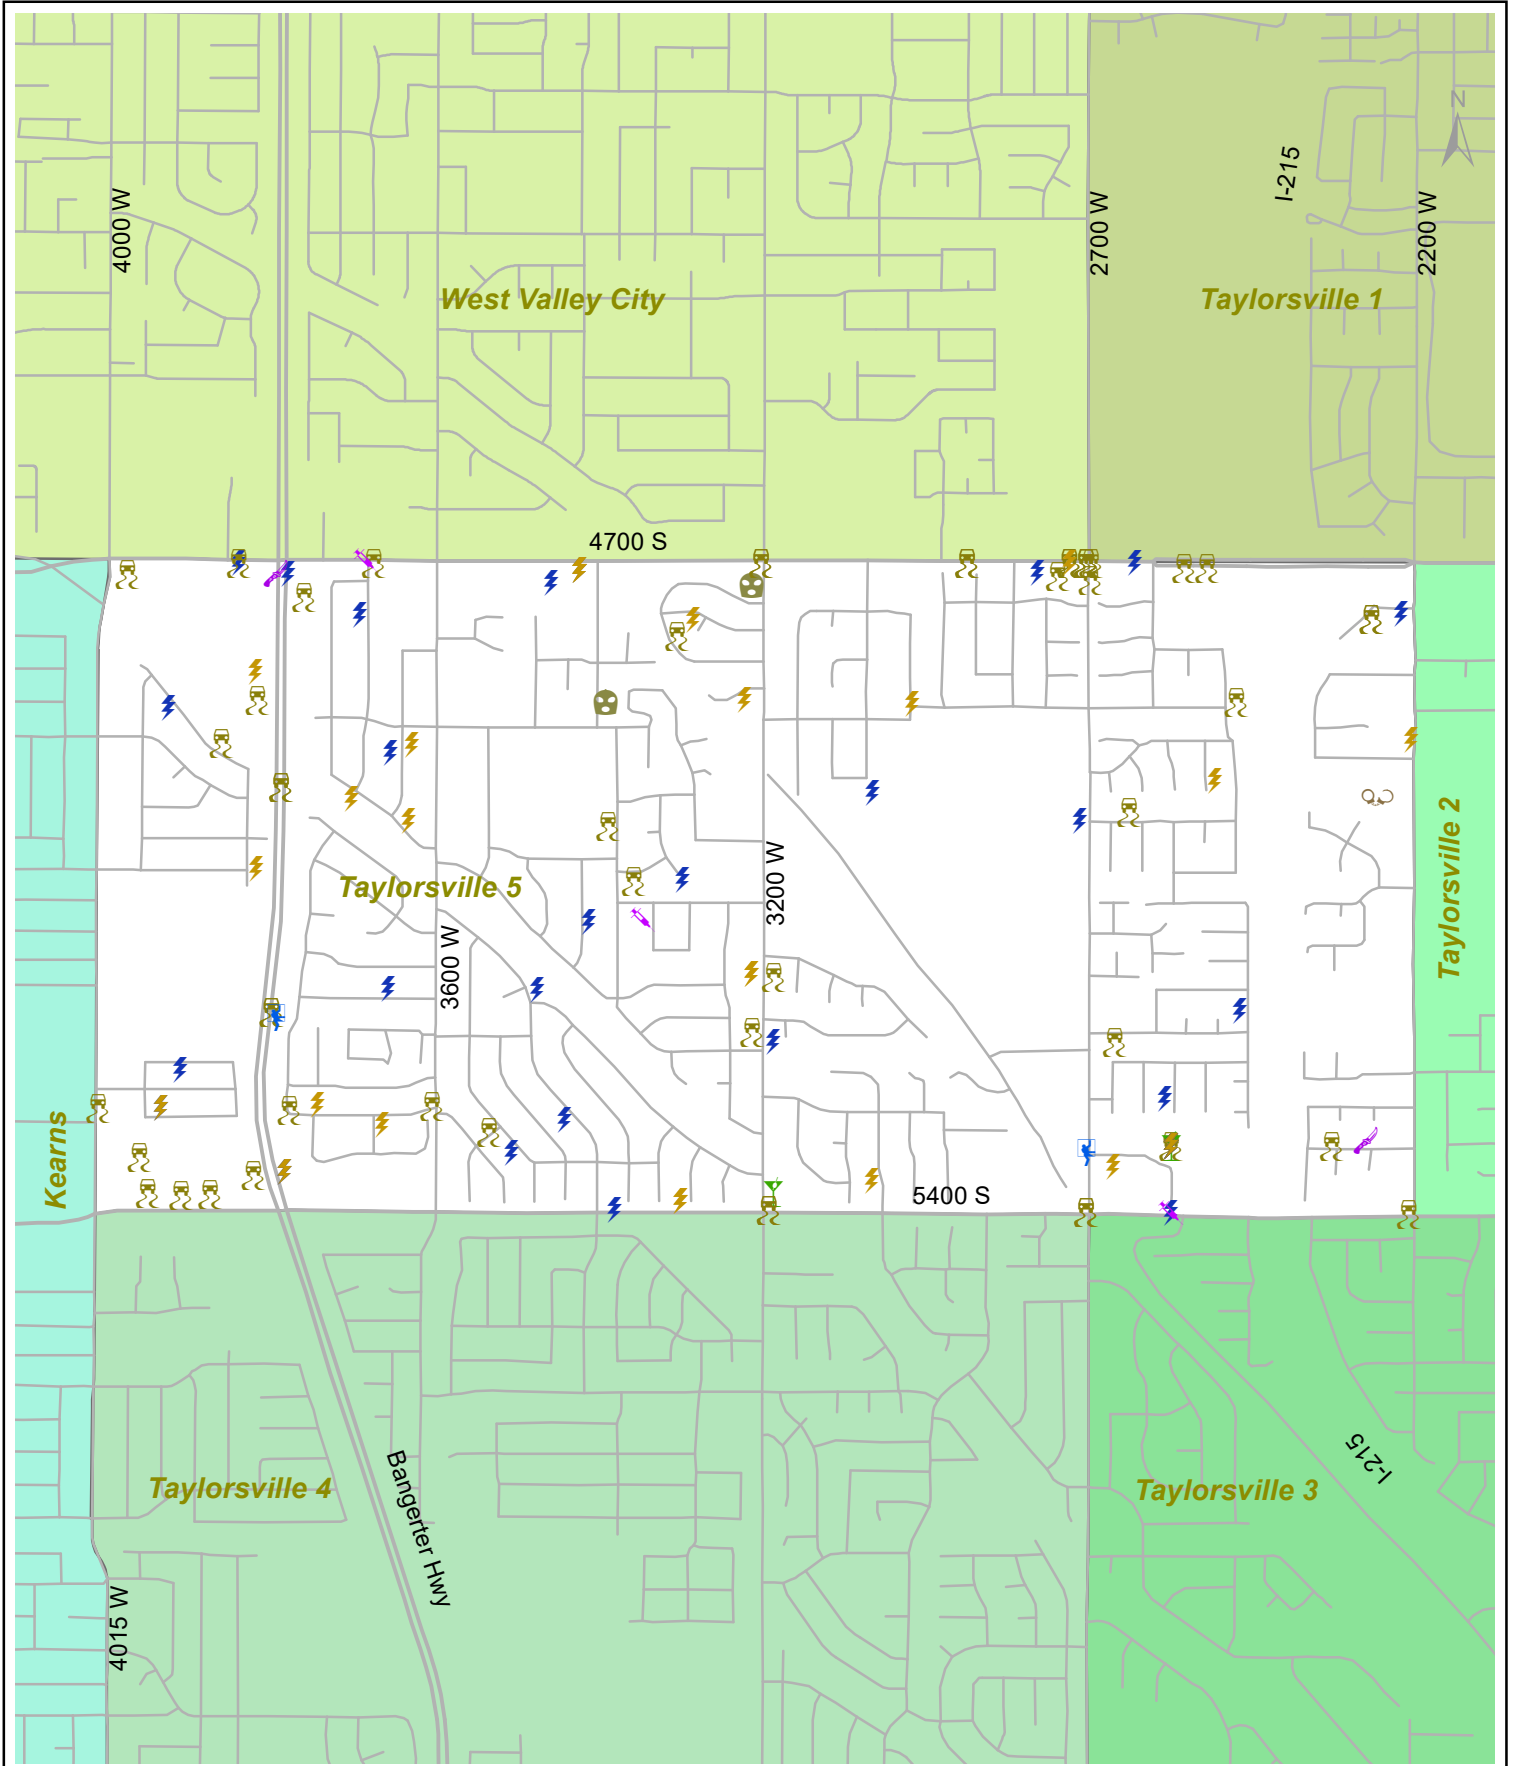 N
I-215
4000 W
2700 W
2200 W
West Valley City
Taylorsville 1
4700 S
Taylorsville 2
3200 W
Taylorsville 5
3600 W
Kearns
5400 S
I-215
Taylorsville 4
Taylorsville 3
Bangerter Hwy
4015 W